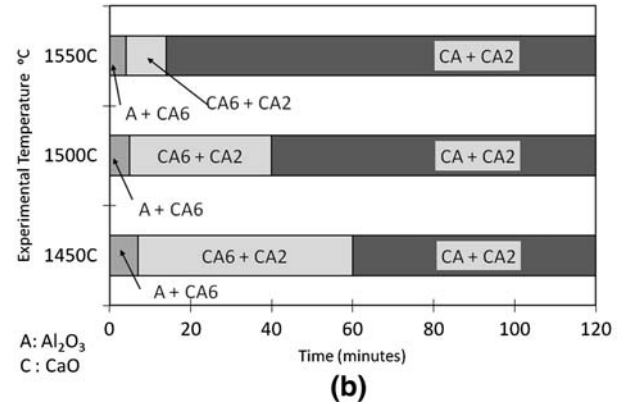 Experimental Temperature ºC
1550C
CA + CA2
A + CA6
CA6 + CA2
1500C
CA6 + CA2
CA + CA2
A + CA6
1450C
CA6 + CA2
CA + CA2
A + CA6
0 20 40 60 80 100 120
A: Al₂O₃
C : CaO
Time (minutes)
(b)